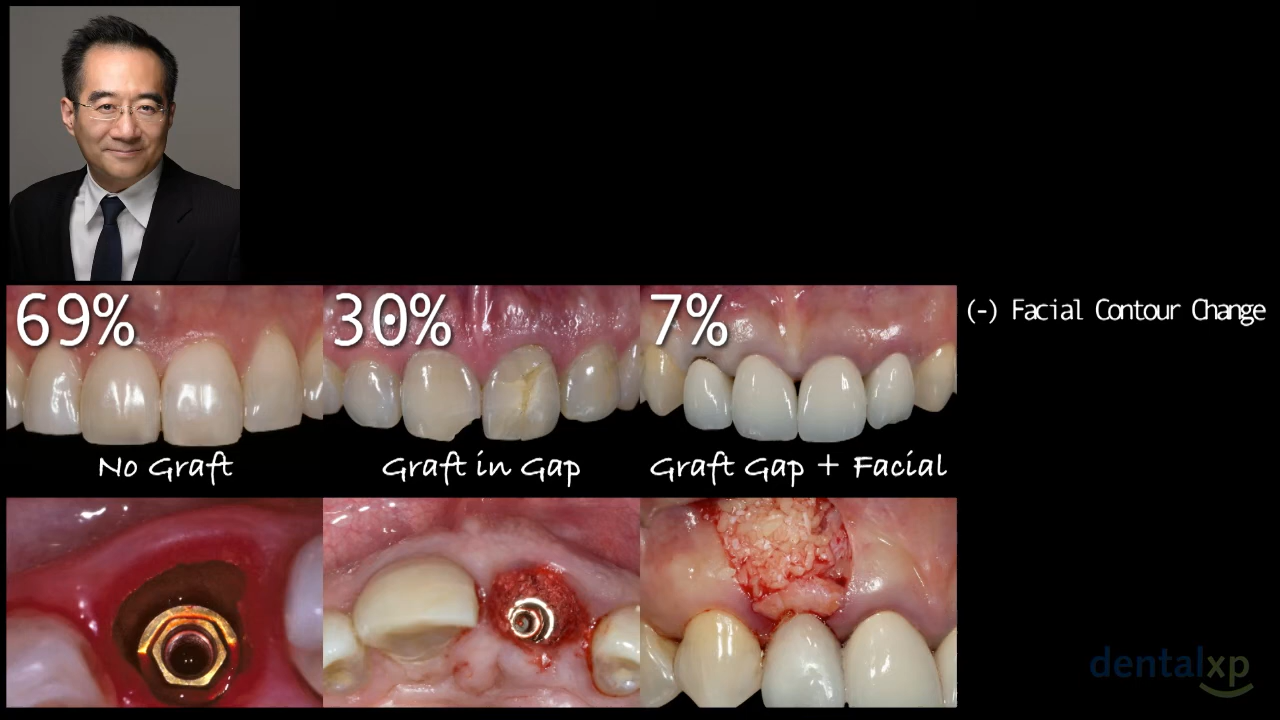 69%
30%
7%
(-) Facial Contour Change
No Graft
Graft in Gap
Graft Gap + Facial
dentalxp